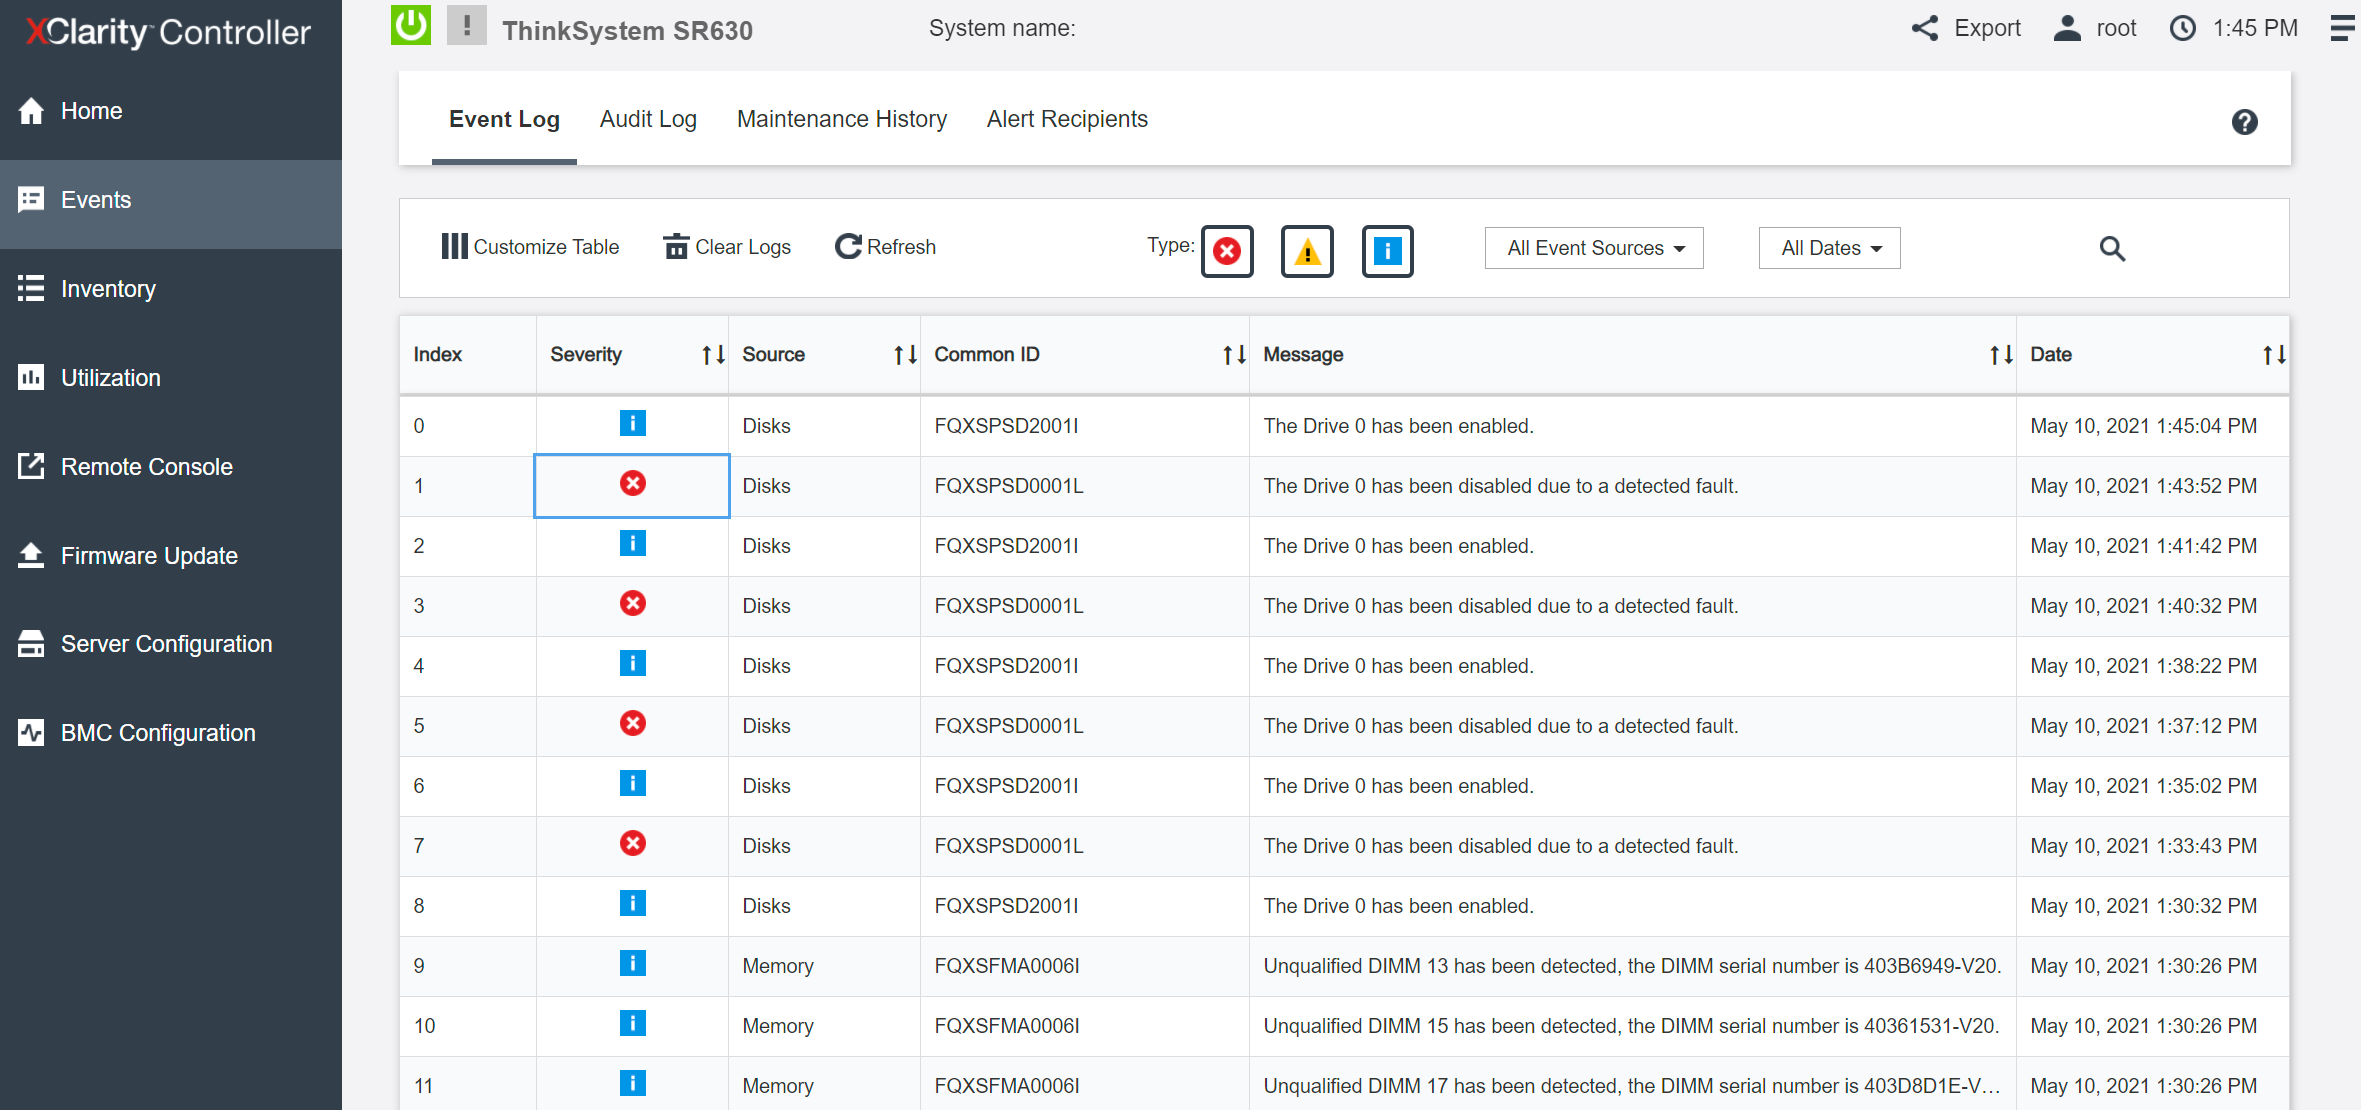 XClarity™ Controller
ThinkSystem SR630
System name:
Export
root
1:45 PM
Home
Events
Inventory
Utilization
Remote Console
Firmware Update
Server Configuration
BMC Configuration
Event Log Audit Log Maintenance History Alert Recipients
Customize Table Clear Logs Refresh Type: All Event Sources All Dates
Index Severity Source Common ID Message Date
0 Disks FQXSPSD2001I The Drive 0 has been enabled. May 10, 2021 1:45:04 PM
1 Disks FQXSPSD0001L The Drive 0 has been disabled due to a detected fault. May 10, 2021 1:43:52 PM
2 Disks FQXSPSD2001I The Drive 0 has been enabled. May 10, 2021 1:41:42 PM
3 Disks FQXSPSD0001L The Drive 0 has been disabled due to a detected fault. May 10, 2021 1:40:32 PM
4 Disks FQXSPSD2001I The Drive 0 has been enabled. May 10, 2021 1:38:22 PM
5 Disks FQXSPSD0001L The Drive 0 has been disabled due to a detected fault. May 10, 2021 1:37:12 PM
6 Disks FQXSPSD2001I The Drive 0 has been enabled. May 10, 2021 1:35:02 PM
7 Disks FQXSPSD0001L The Drive 0 has been disabled due to a detected fault. May 10, 2021 1:33:43 PM
8 Disks FQXSPSD2001I The Drive 0 has been enabled. May 10, 2021 1:30:32 PM
9 Memory FQXSFMA0006I Unqualified DIMM 13 has been detected, the DIMM serial number is 403B6949-V20. May 10, 2021 1:30:26 PM
10 Memory FQXSFMA0006I Unqualified DIMM 15 has been detected, the DIMM serial number is 40361531-V20. May 10, 2021 1:30:26 PM
11 Memory FQXSFMA0006I Unqualified DIMM 17 has been detected, the DIMM serial number is 403D8D1E-V… May 10, 2021 1:30:26 PM